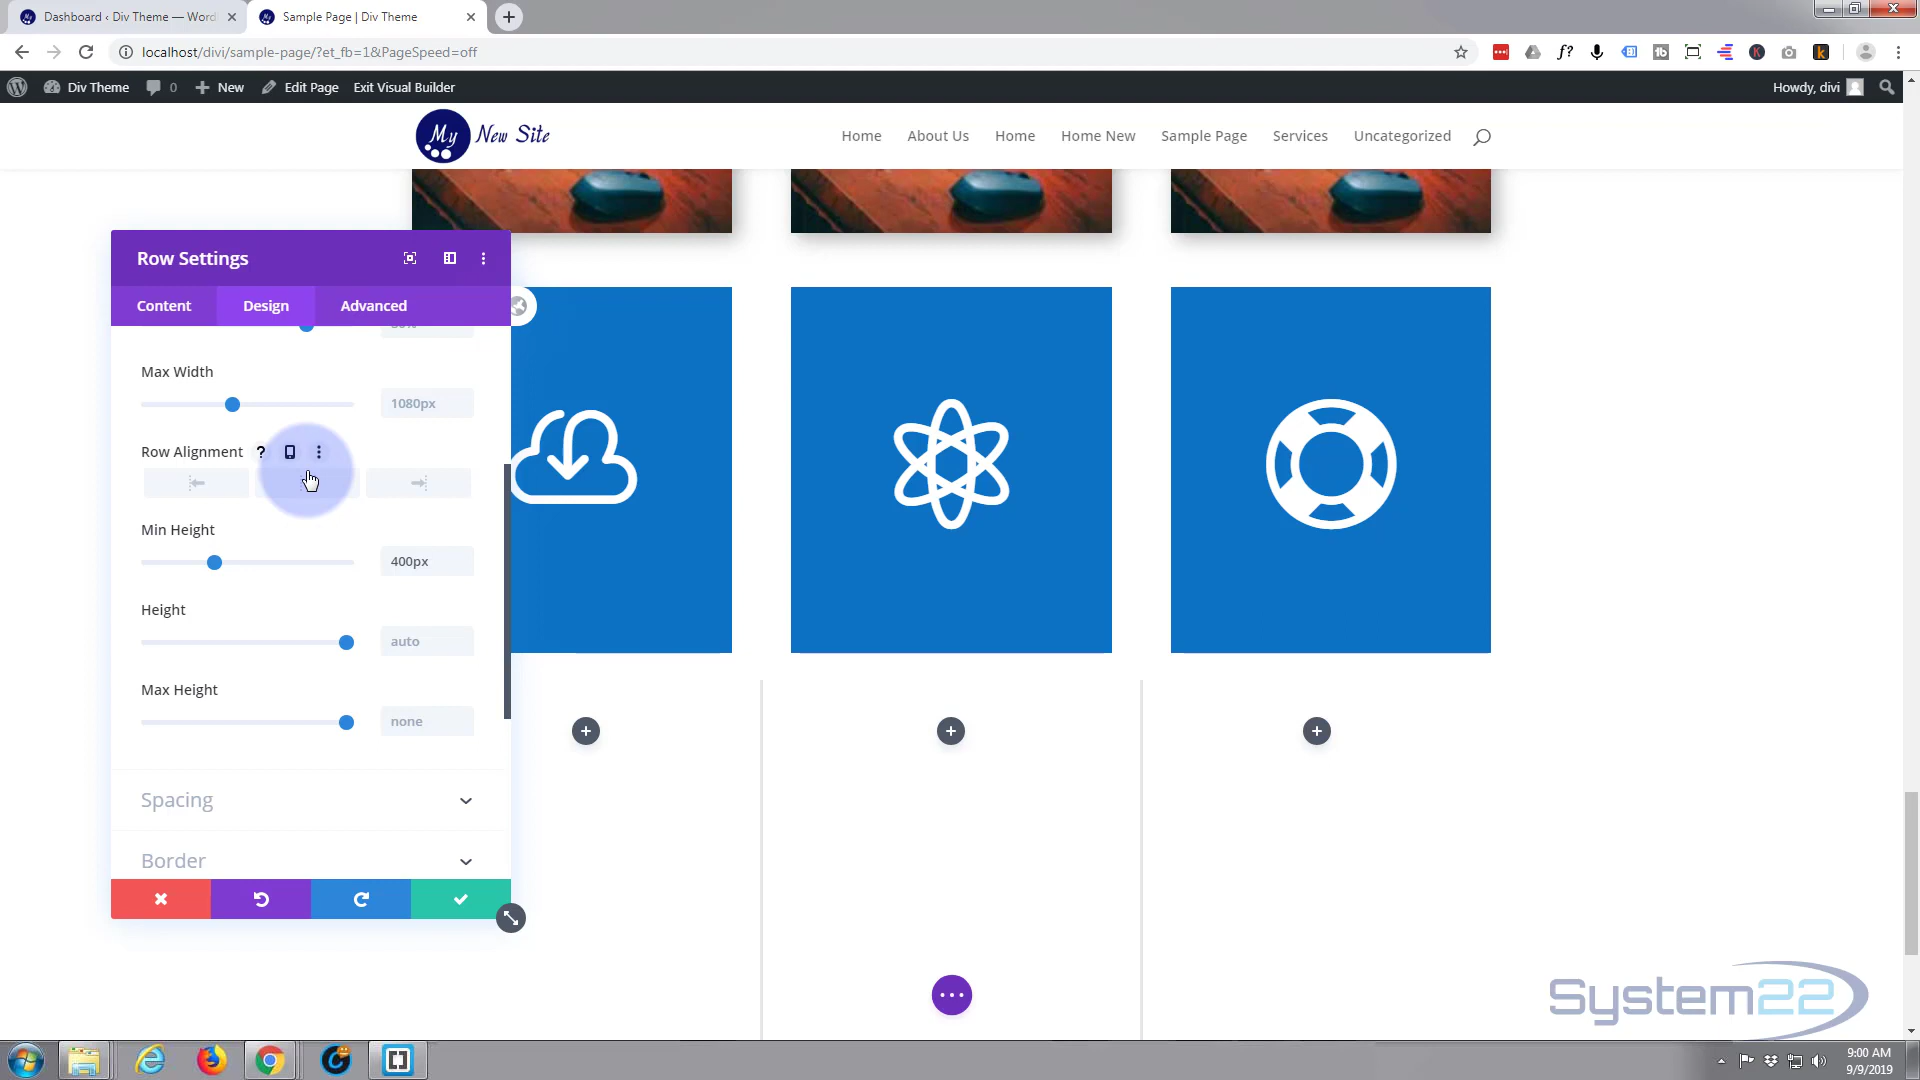 Dashboard ‹ Div Theme — Word
Sample Page | Div Theme
localhost/divi/sample-page/?et_fb=1&PageSpeed=off
Div Theme
0
New
Edit Page
Exit Visual Builder
Howdy, divi
My New Site
Home
About Us
Home
Home New
Sample Page
Services
Uncategorized
Row Settings
Content
Design
Advanced
Max Width
1080px
Row Alignment
?
Min Height
400px
Height
auto
Max Height
none
Spacing
Border
System22
9:00 AM
9/9/2019